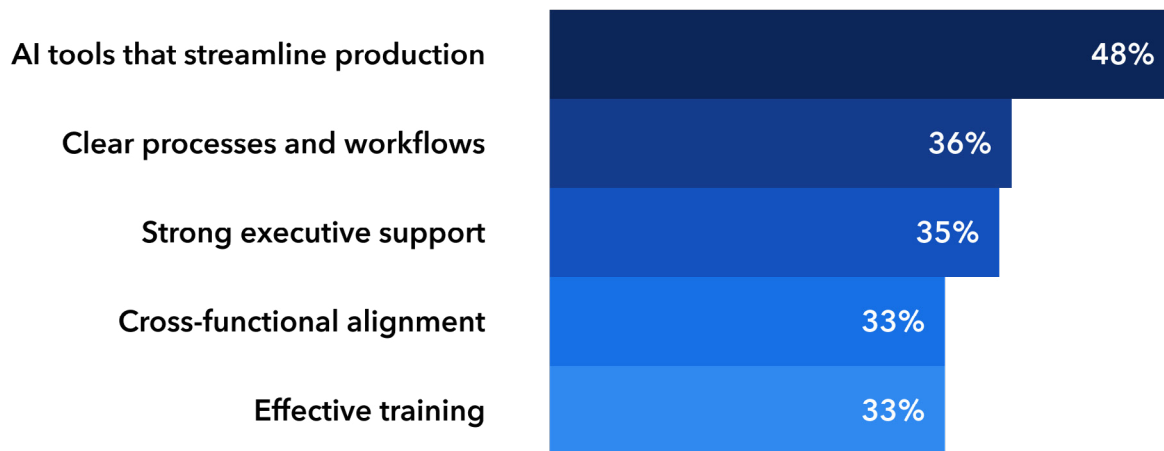 AI tools that streamline production 48%
Clear processes and workflows 36%
Strong executive support 35%
Cross-functional alignment 33%
Effective training 33%